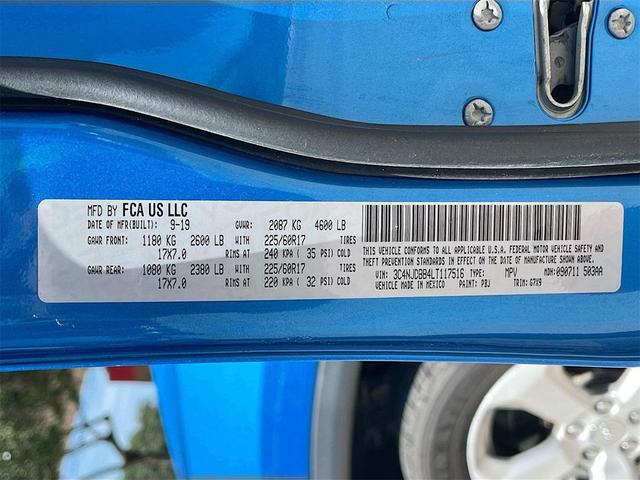 MFD BY FCA US LLC
DATE OF MFR(BUILT): 9-19 GVWR: 2087 KG 4600 LB
GAWR FRONT: 1180 KG 2600 LB WITH 225/60R17 TIRES
17X7.0 RIMS AT 240 KPA ( 35 PSI) COLD
GAWR REAR: 1080 KG 2380 LB WITH 225/60R17 TIRES
17X7.0 RIMS AT 220 KPA ( 32 PSI) COLD
THIS VEHICLE CONFORMS TO ALL APPLICABLE U.S.A. FEDERAL MOTOR VEHICLE SAFETY AND
THEFT PREVENTION STANDARDS IN EFFECT ON THE DATE OF MANUFACTURE SHOWN ABOVE.
VIN: 3C4NJDBB4LT117516 TYPE: MPV MDH: 090711 503AA
VEHICLE MADE IN MEXICO PAINT: PBJ TRIM: G7X9